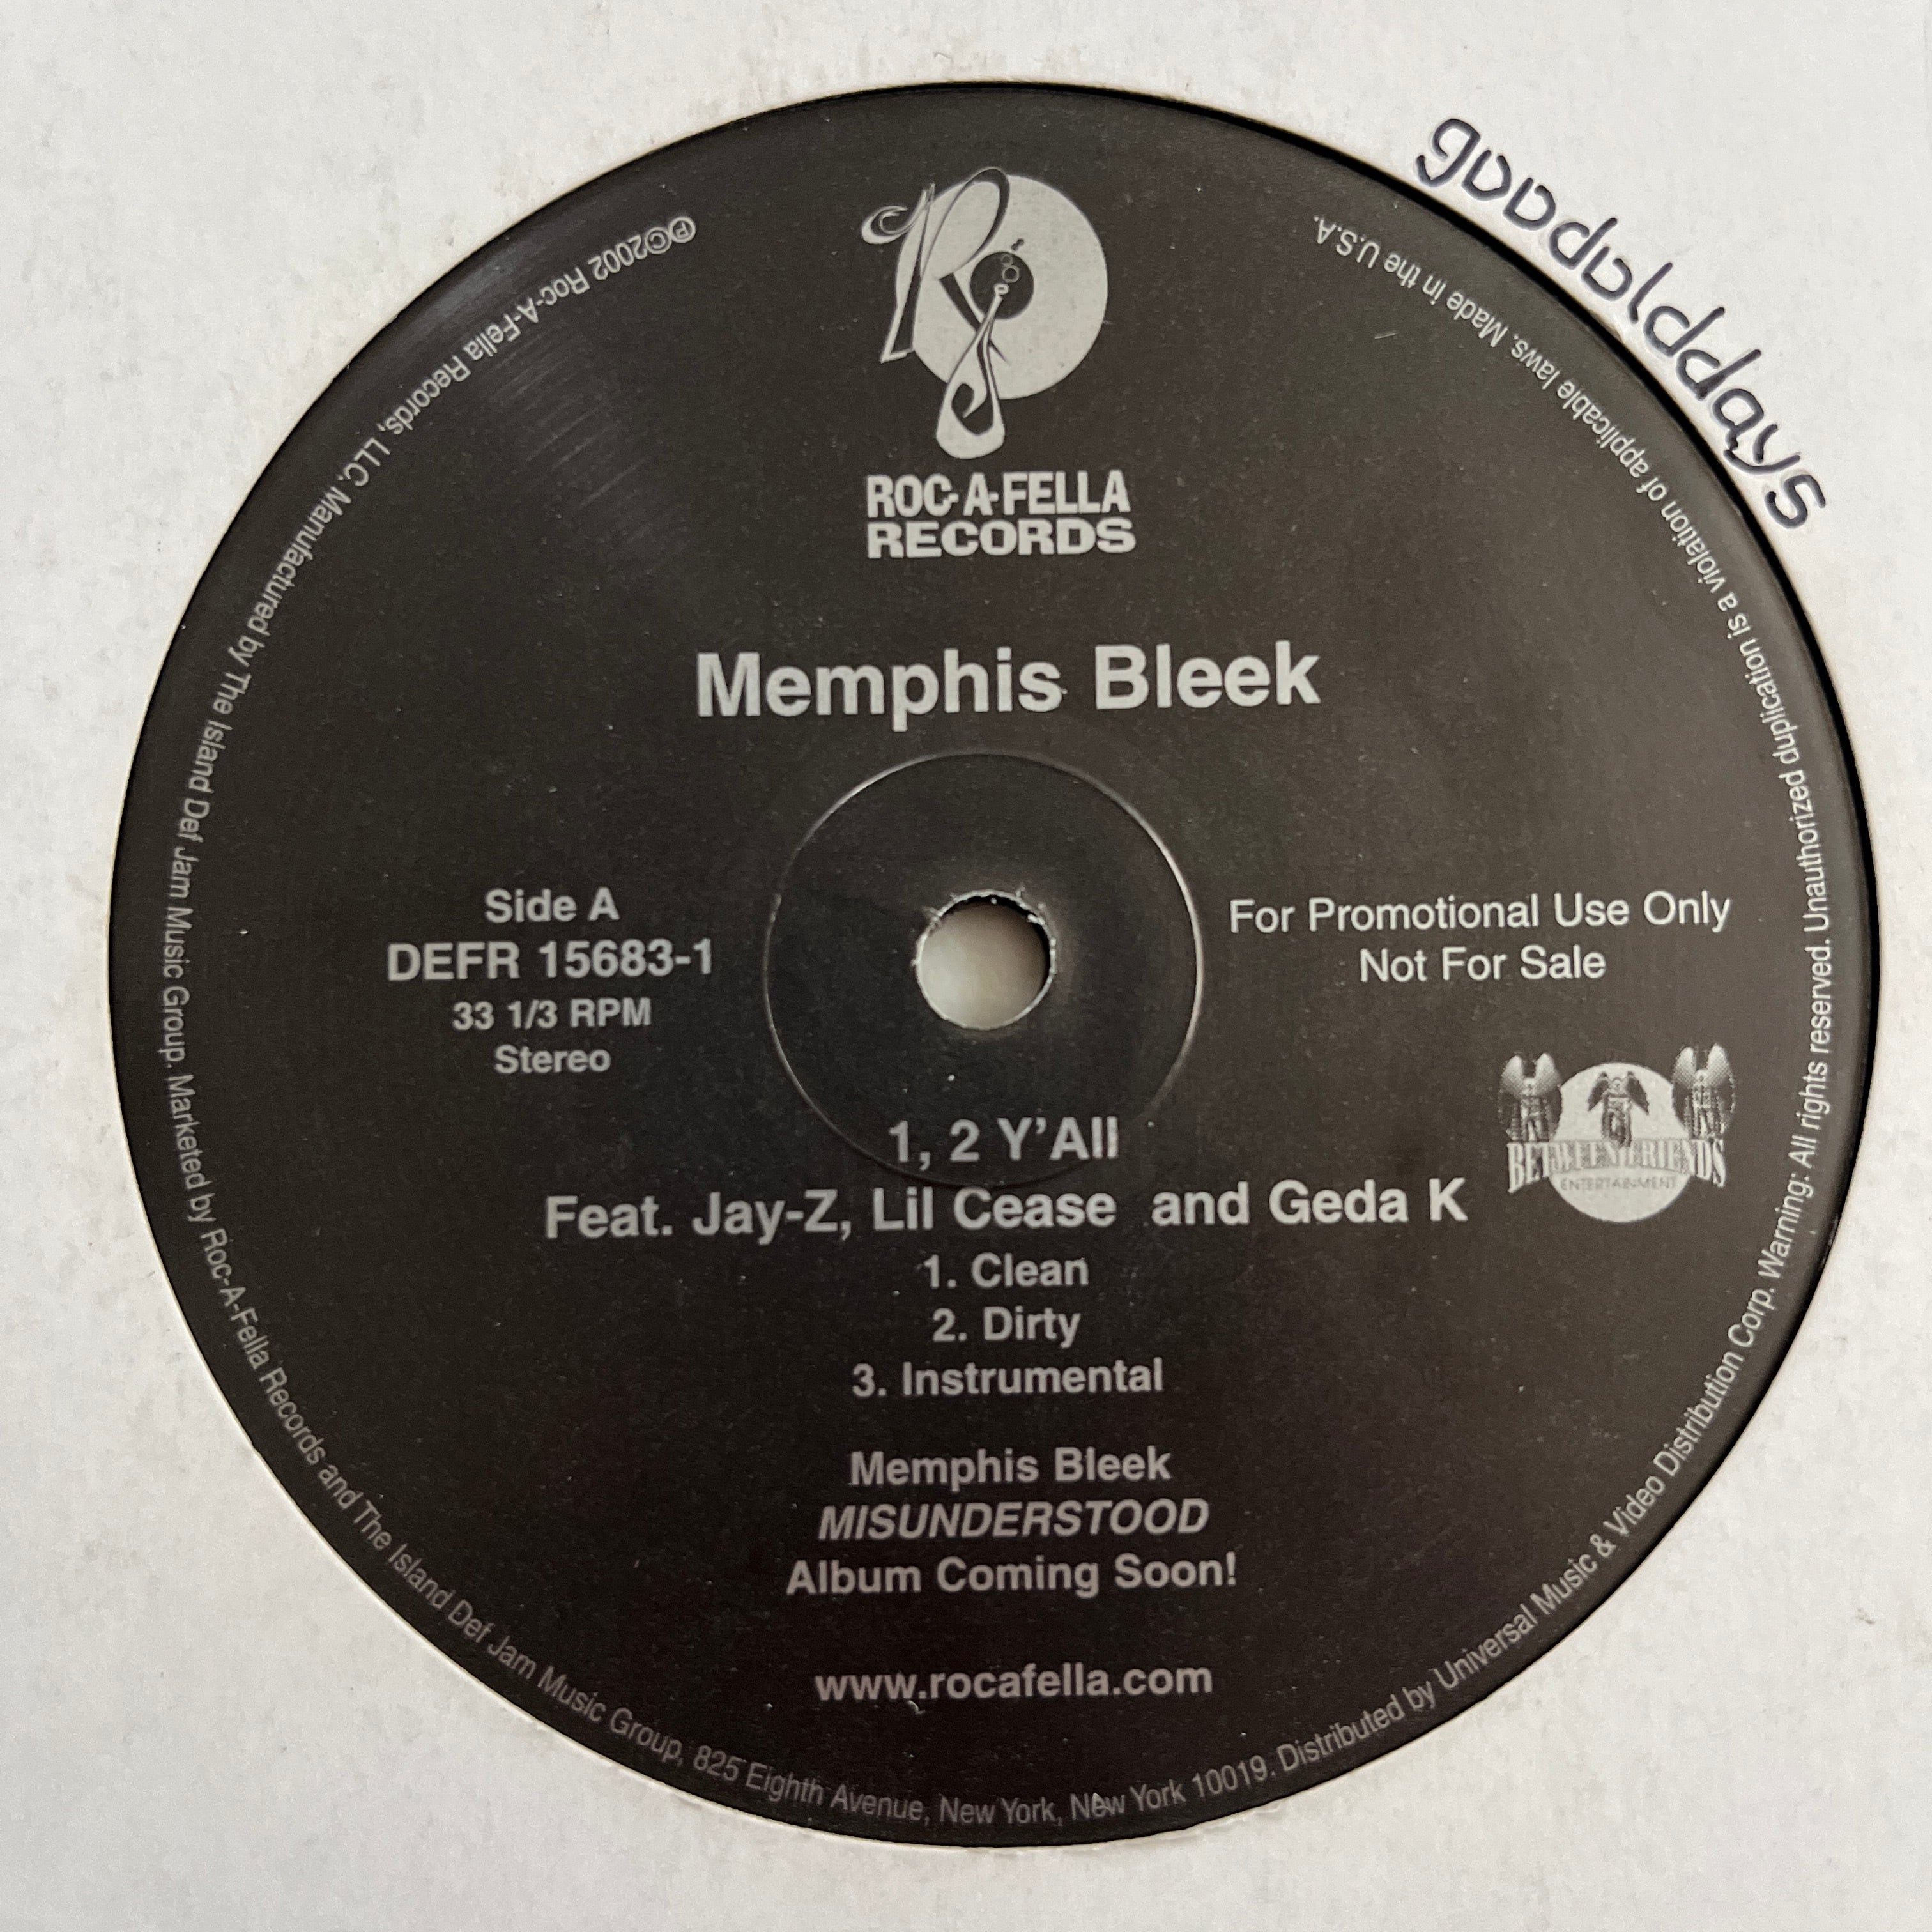 goodolddays
ROC-A-FELLA
RECORDS
Memphis Bleek
Side A
DEFR 15683-1
33 1/3 RPM
Stereo
For Promotional Use Only
Not For Sale
BETWEEN FRIENDS
ENTERTAINMENT
1, 2 Y'All
Feat. Jay-Z, Lil Cease and Geda K
1. Clean
2. Dirty
3. Instrumental
Memphis Bleek
MISUNDERSTOOD
Album Coming Soon!
www.rocafella.com
℗©2002 Roc-A-Fella Records, LLC. Manufactured by The Island Def Jam Music Group. Marketed by Roc-A-Fella Records and The Island Def Jam Music Group, 825 Eighth Avenue, New York, New York 10019. Distributed by Universal Music & Video Distribution Corp. Warning: All rights reserved. Unauthorized duplication is a violation of applicable laws. Made in the U.S.A.